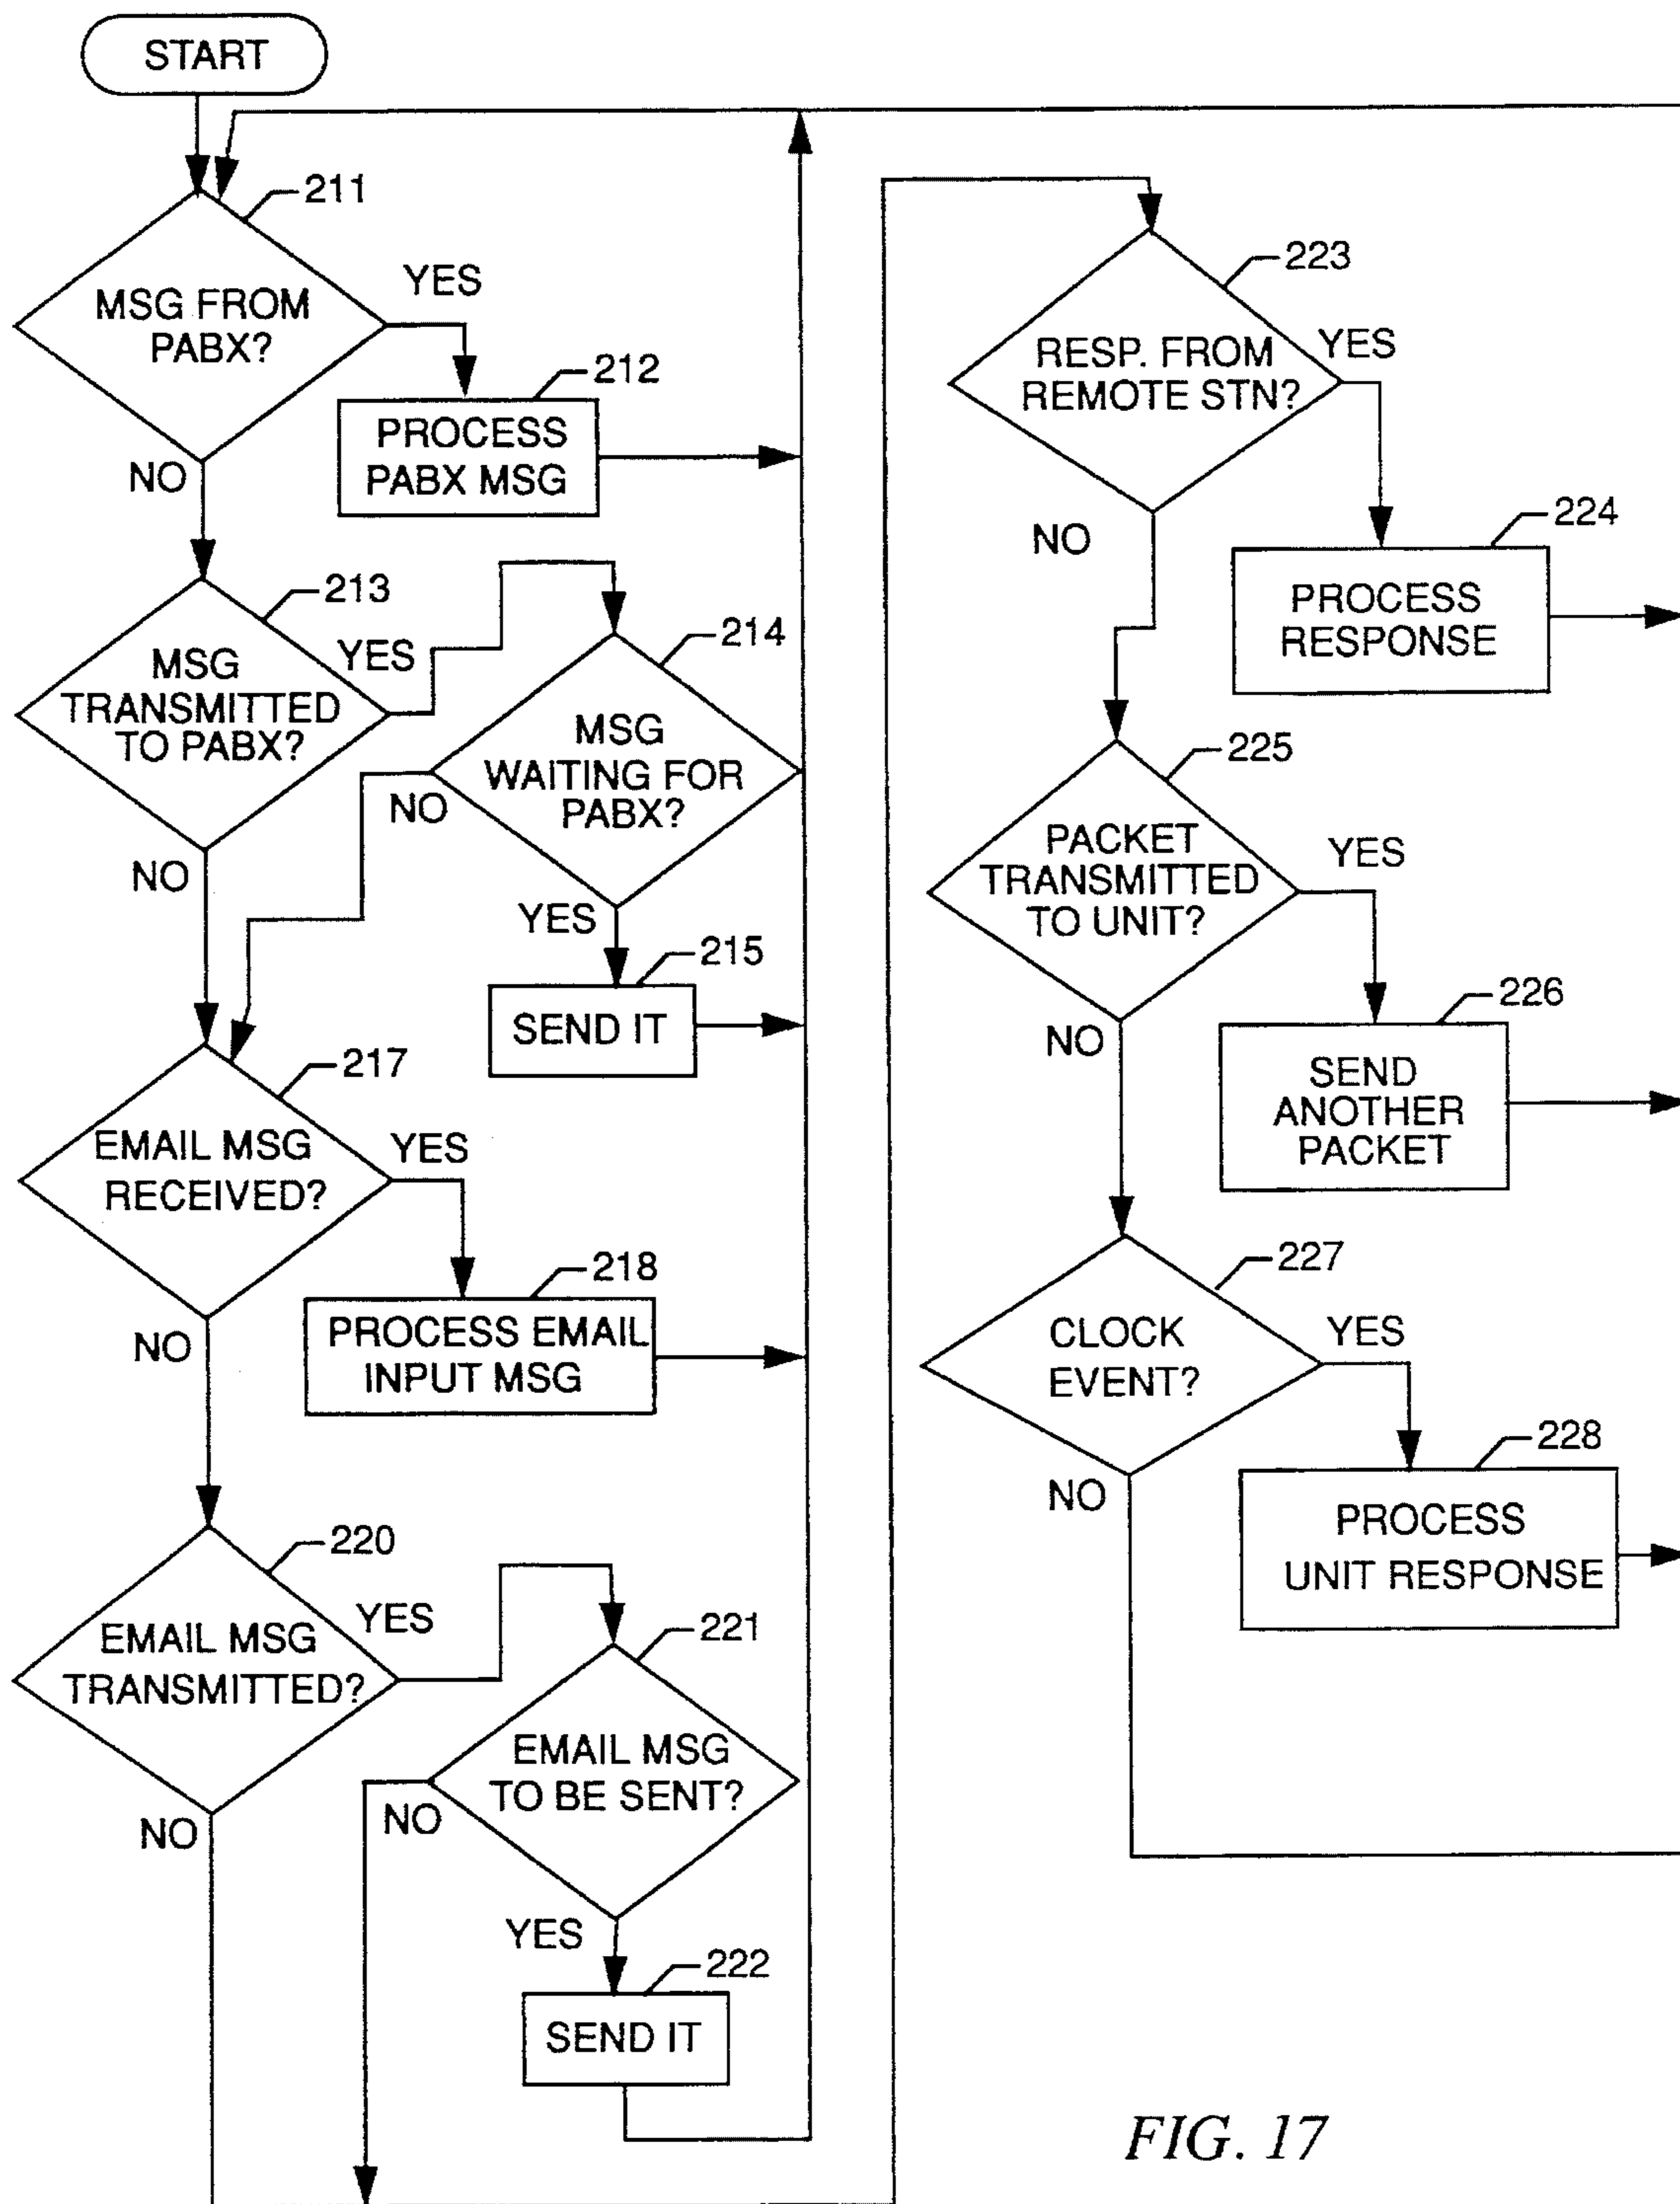 START
211
MSG FROM
PABX?
YES
NO
212
PROCESS
PABX MSG
213
MSG
TRANSMITTED
TO PABX?
YES
NO
214
MSG
WAITING FOR
PABX?
NO
YES
215
SEND IT
217
EMAIL MSG
RECEIVED?
YES
NO
218
PROCESS EMAIL
INPUT MSG
220
EMAIL MSG
TRANSMITTED?
YES
NO
221
EMAIL MSG
TO BE SENT?
NO
YES
222
SEND IT
223
RESP. FROM
REMOTE STN?
YES
NO
224
PROCESS
RESPONSE
225
PACKET
TRANSMITTED
TO UNIT?
YES
NO
226
SEND
ANOTHER
PACKET
227
CLOCK
EVENT?
YES
NO
228
PROCESS
UNIT RESPONSE
FIG. 17